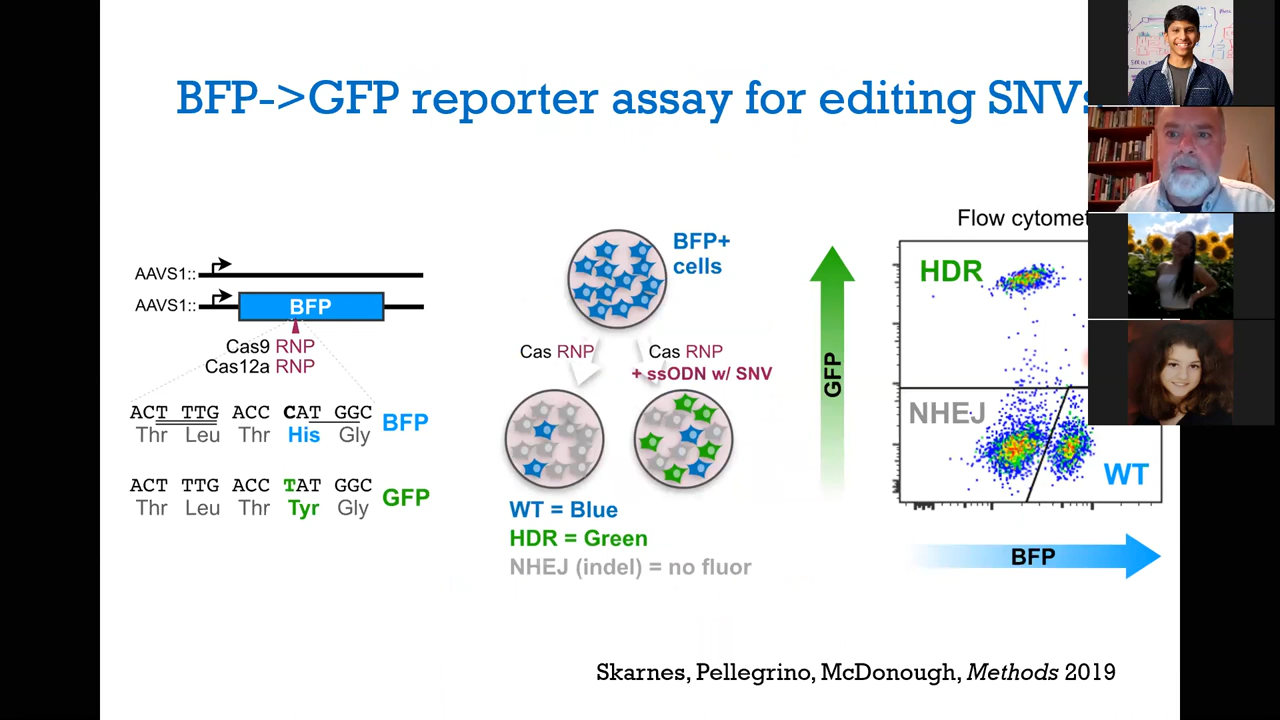 BFP->GFP reporter assay for editing SNVs
AAVS1::
AAVS1::
BFP
Cas9 RNP
Cas12a RNP
ACT TTG ACC CAT GGC
Thr Leu Thr His Gly
BFP
ACT TTG ACC TAT GGC
Thr Leu Thr Tyr Gly
GFP
BFP+
cells
Cas RNP
Cas RNP
+ ssODN w/ SNV
WT = Blue
HDR = Green
NHEJ (indel) = no fluor
Flow cytomet
GFP
HDR
NHEJ
WT
BFP
Skarnes, Pellegrino, McDonough, Methods 2019